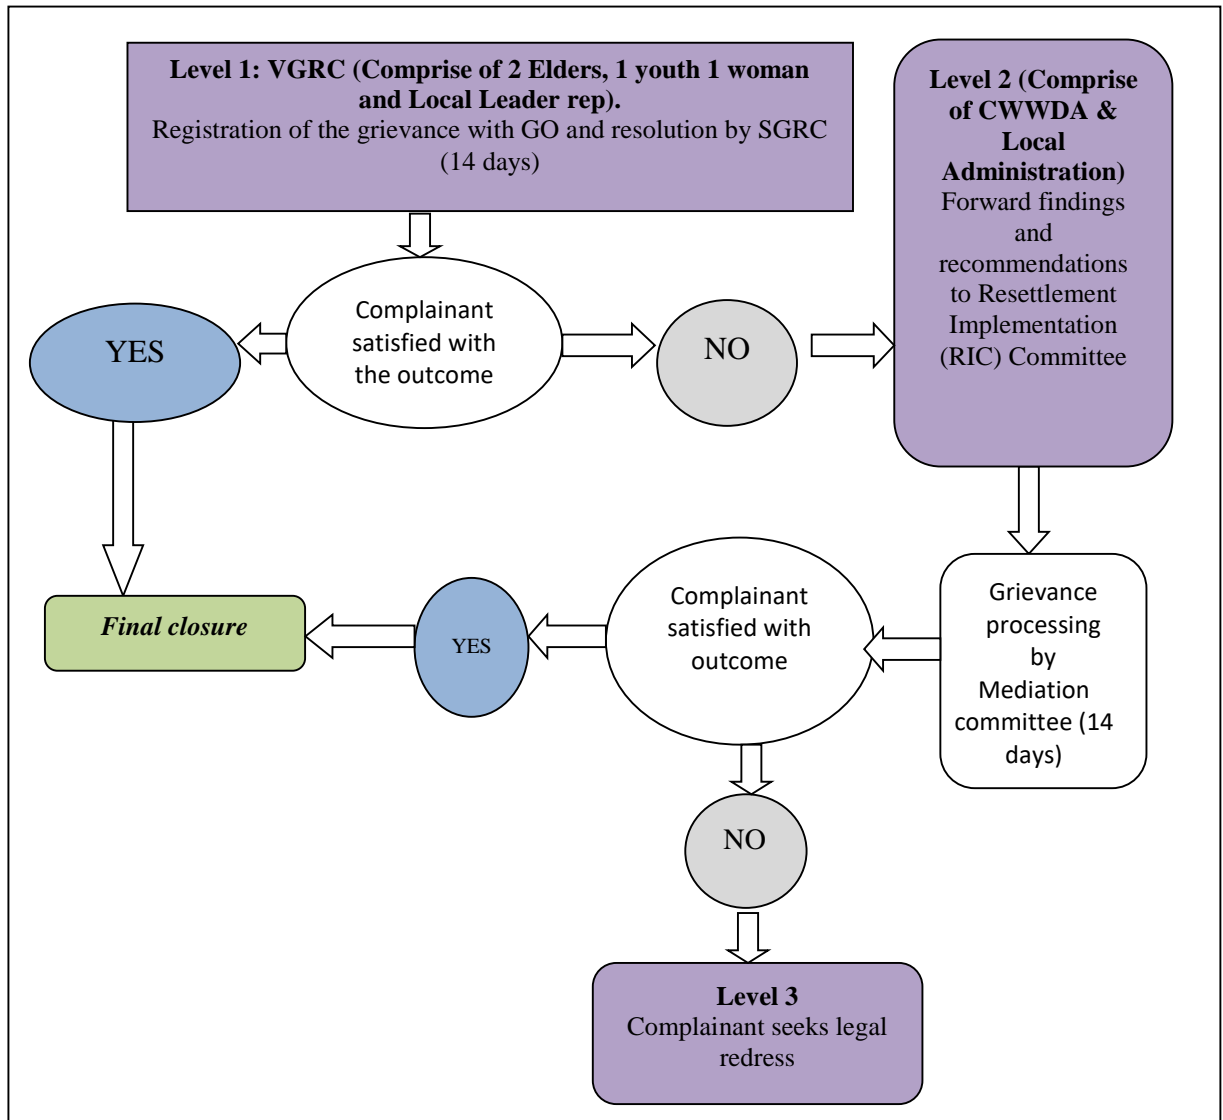 Level 1: VGRC (Comprise of 2 Elders, 1 youth 1 woman
and Local Leader rep).
Registration of the grievance with GO and resolution by SGRC
(14 days)
Level 2 (Comprise
of CWWDA &
Local
Administration)
Forward findings
and
recommendations
to Resettlement
Implementation
(RIC) Committee
Complainant
satisfied with
the outcome
YES
NO
Grievance
processing
by
Mediation
committee (14
days)
Complainant
satisfied with
outcome
YES
Final closure
NO
Level 3
Complainant seeks legal
redress